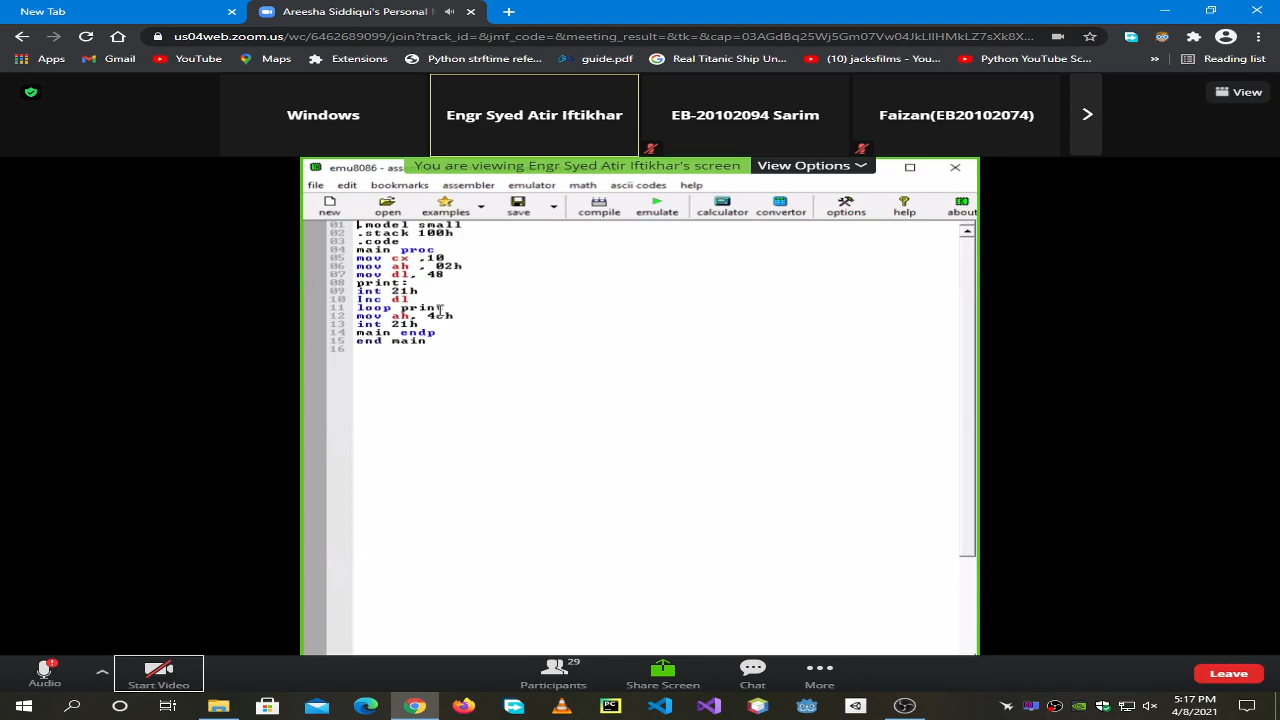 New Tab
Areesha Siddiqui's Personal
us04web.zoom.us/wc/6462689099/join?track_id=&jmf_code=&meeting_result=&tk=&cap=03AGdBq25Wj5Gm07Vw04JkLlIHMkLZ7sXk8X...
Apps Gmail YouTube Maps Extensions Python strftime refe... guide.pdf Real Titanic Ship Un... (10) jacksfilms - You... Python YouTube Scr... » Reading list
Windows Engr Syed Atir Iftikhar EB-20102094 Sarim Faizan(EB20102074) View
emu8086 - ass You are viewing Engr Syed Atir Iftikhar's screen View Options
file edit bookmarks assembler emulator math ascii codes help
new open examples save compile emulate calculator convertor options help about
01 .model small
02 .stack 100h
03 .code
04 main proc
05 mov cx ,10
06 mov ah , 02h
07 mov dl, 48
08 print:
09 int 21h
10 Inc dl
11 loop print
12 mov ah, 4ch
13 int 21h
14 main endp
15 end main
16
Audio Start Video Participants 29 Share Screen Chat More Leave
5:17 PM
4/8/2021